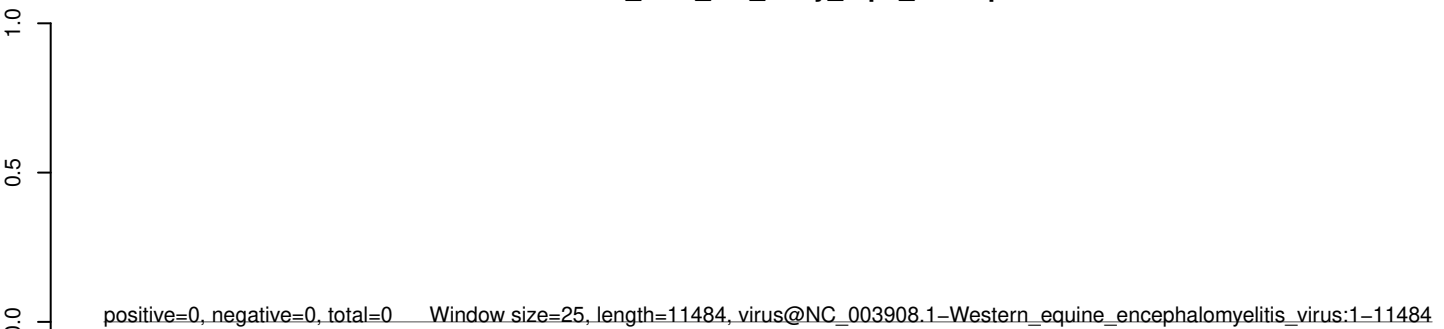 1.0
0.5
0.0
positive=0, negative=0, total=0 Window size=25, length=11484, virus@NC_003908.1−Western_equine_encephalomyelitis_virus:1−11484